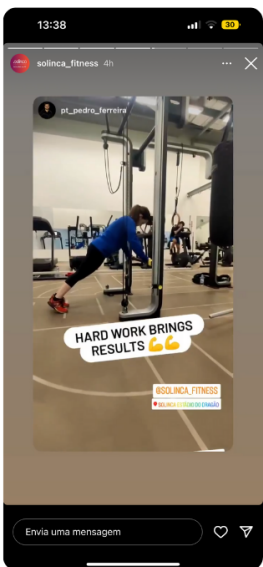 13:38
30
solinca_fitness 4h
pt_pedro_ferreira
HARD WORK BRINGS
RESULTS 💪💪
@SOLINCA_FITNESS
SOLINCA ESTÁDIO DO DRAGÃO
Envia uma mensagem